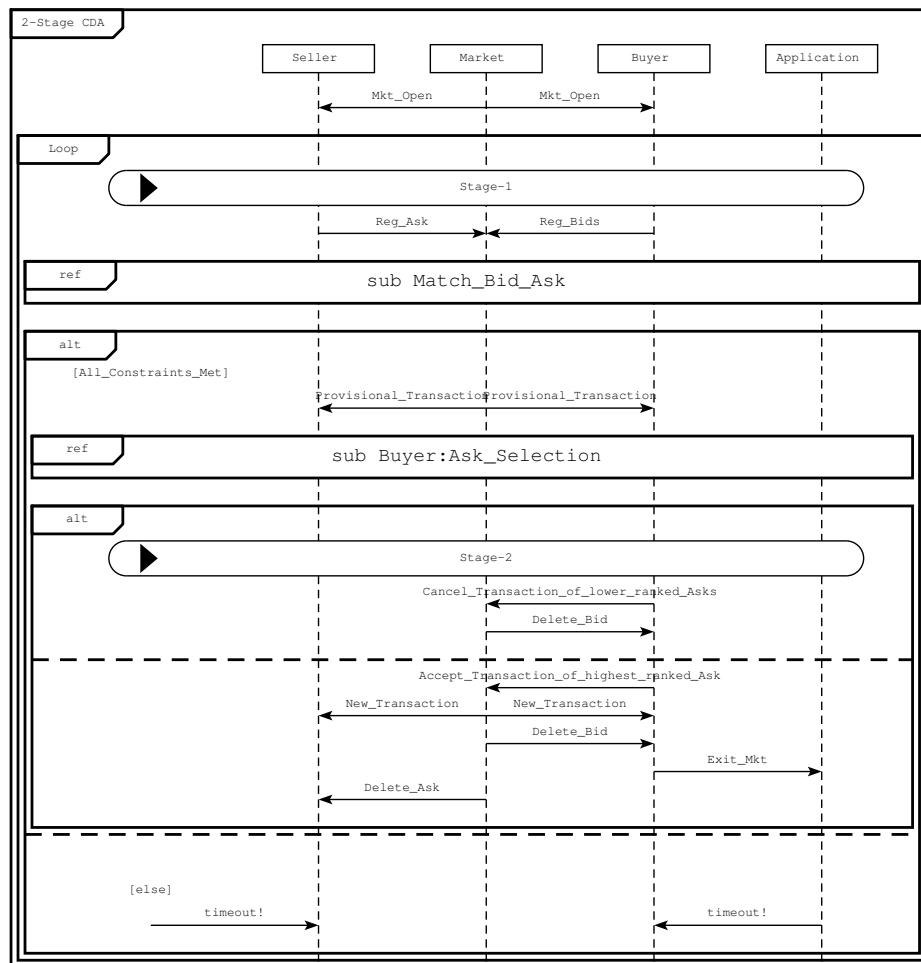 2-Stage CDA
Seller Market Buyer Application
Mkt_Open Mkt_Open
Loop
Stage-1
Reg_Ask Reg_Bids
ref
sub Match_Bid_Ask
alt
[All_Constraints_Met]
Provisional_Transaction Provisional_Transaction
ref
sub Buyer:Ask_Selection
alt
Stage-2
Cancel_Transaction_of_lower_ranked_Asks
Delete_Bid
Accept_Transaction_of_highest_ranked_Ask
New_Transaction New_Transaction
Delete_Bid
Exit_Mkt
Delete_Ask
[else]
timeout! timeout!